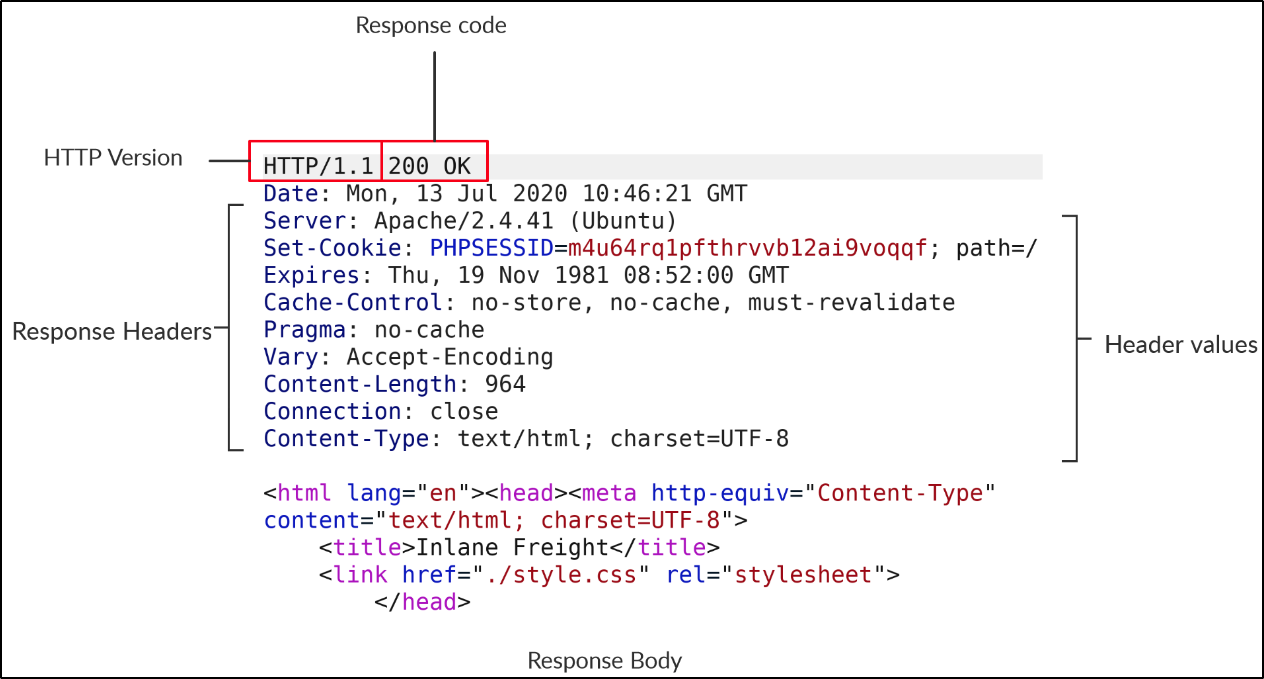 Response code
HTTP Version
HTTP/1.1 200 OK
Date: Mon, 13 Jul 2020 10:46:21 GMT
Server: Apache/2.4.41 (Ubuntu)
Set-Cookie: PHPSESSID=m4u64rq1pfthrvvb12ai9voqqf; path=/
Expires: Thu, 19 Nov 1981 08:52:00 GMT
Cache-Control: no-store, no-cache, must-revalidate
Response Headers
Pragma: no-cache
Header values
Vary: Accept-Encoding
Content-Length: 964
Connection: close
Content-Type: text/html; charset=UTF-8
<html lang="en"><head><meta http-equiv="Content-Type"
content="text/html; charset=UTF-8">
<title>Inlane Freight</title>
<link href="./style.css" rel="stylesheet">
</head>
Response Body